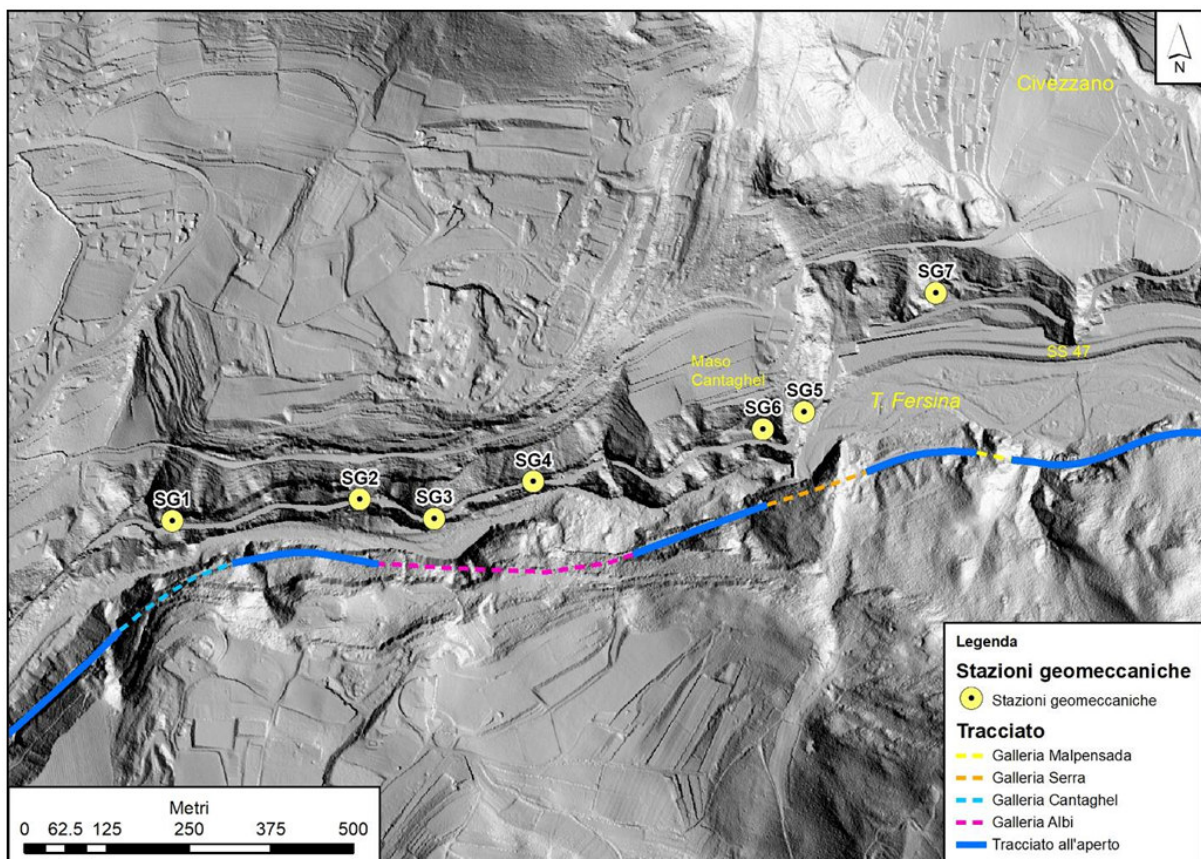 N
Civezzano
SG7
SS 47
Maso
Cantaghel
SG5
T. Fersina
SG6
SG4
SG2
SG3
SG1
Legenda
Stazioni geomeccaniche
Stazioni geomeccaniche
Tracciato
Galleria Malpensada
Galleria Serra
Galleria Cantaghel
Galleria Albi
Tracciato all'aperto
Metri
0 62.5 125 250 375 500